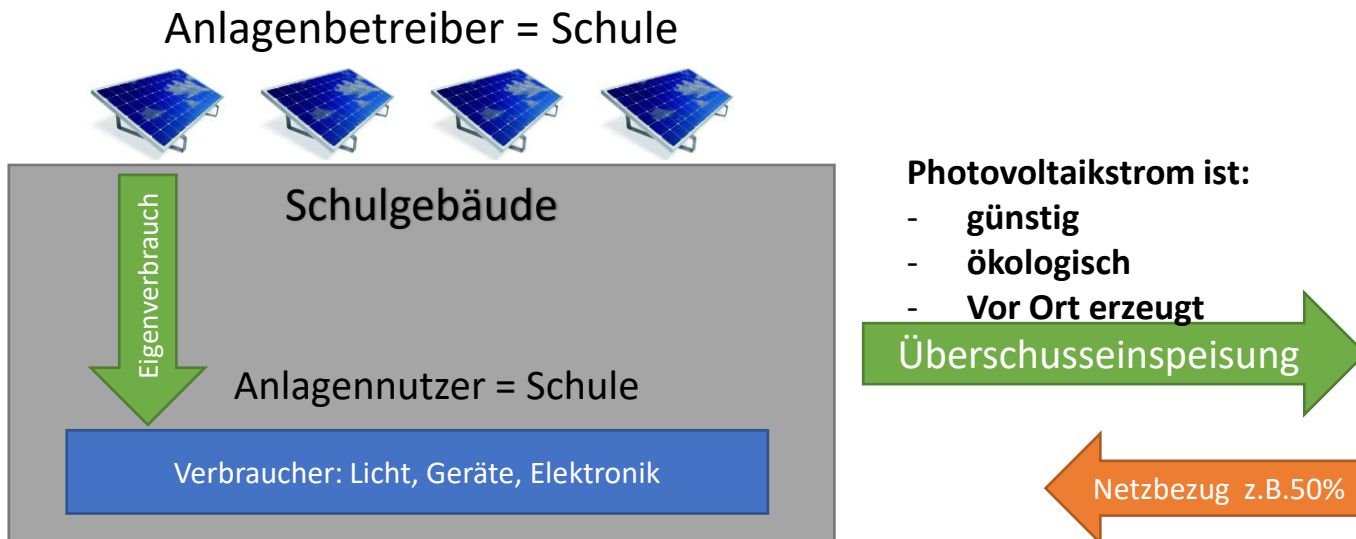 Anlagenbetreiber = Schule
Schulgebäude
Eigenverbrauch
Anlagennutzer = Schule
Verbraucher: Licht, Geräte, Elektronik
Photovoltaikstrom ist:
- günstig
- ökologisch
- Vor Ort erzeugt
Überschusseinspeisung
Netzbezug z.B.50%